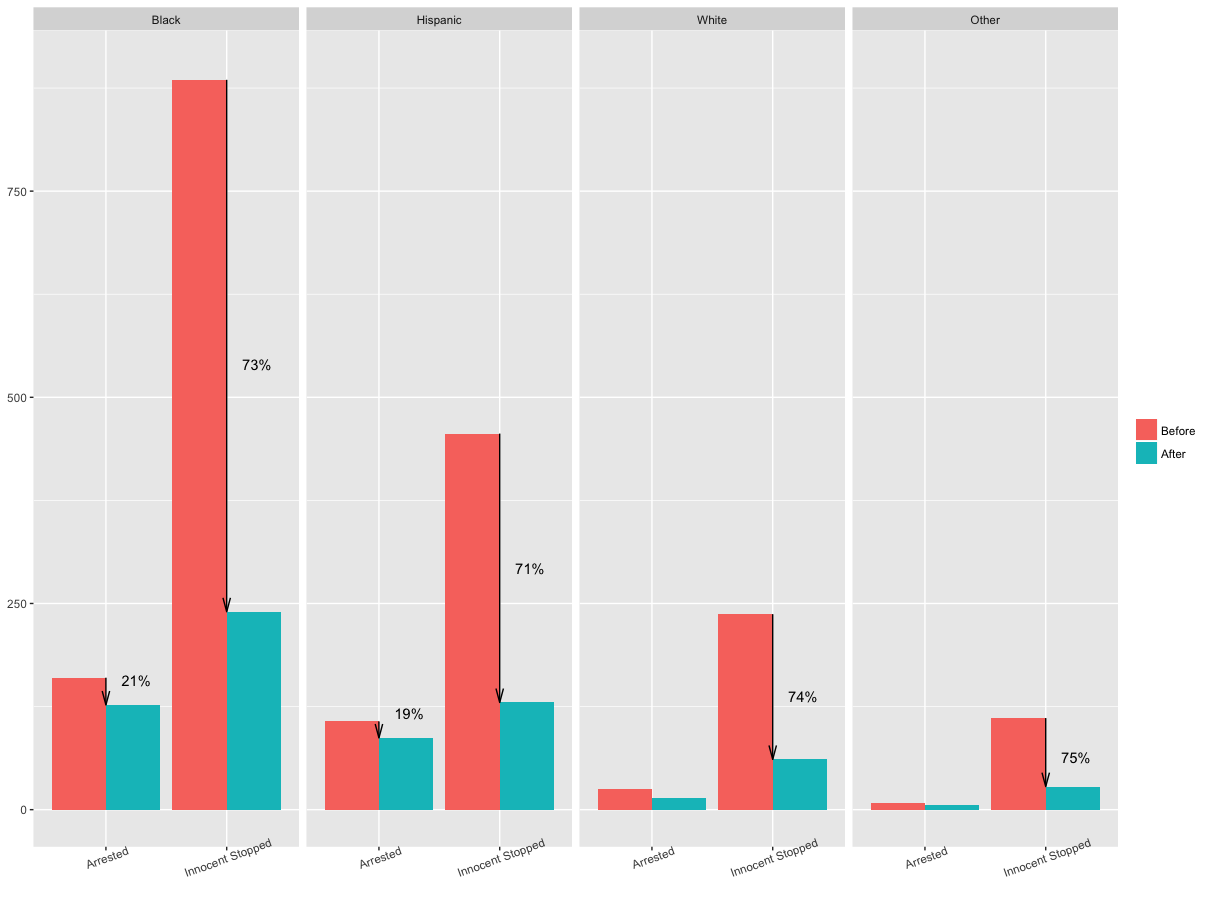 Black
Hispanic
White
Other
750
500
250
0
73%
21%
71%
19%
74%
75%
Arrested
Innocent Stopped
Arrested
Innocent Stopped
Arrested
Innocent Stopped
Arrested
Innocent Stopped
Before
After